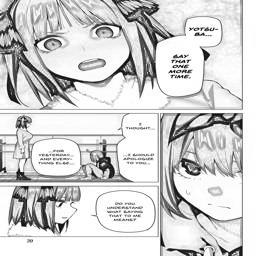 YOTSU-
BA...
SAY
THAT ONE
MORE
TIME.
I
THOUGHT...
...I SHOULD
APOLOGIZE
TO YOU...
...FOR
YESTERDAY...
AND EVERY-
THING ELSE...
DO YOU
UNDERSTAND
WHAT
SAYING THAT
TO ME
MEANS?